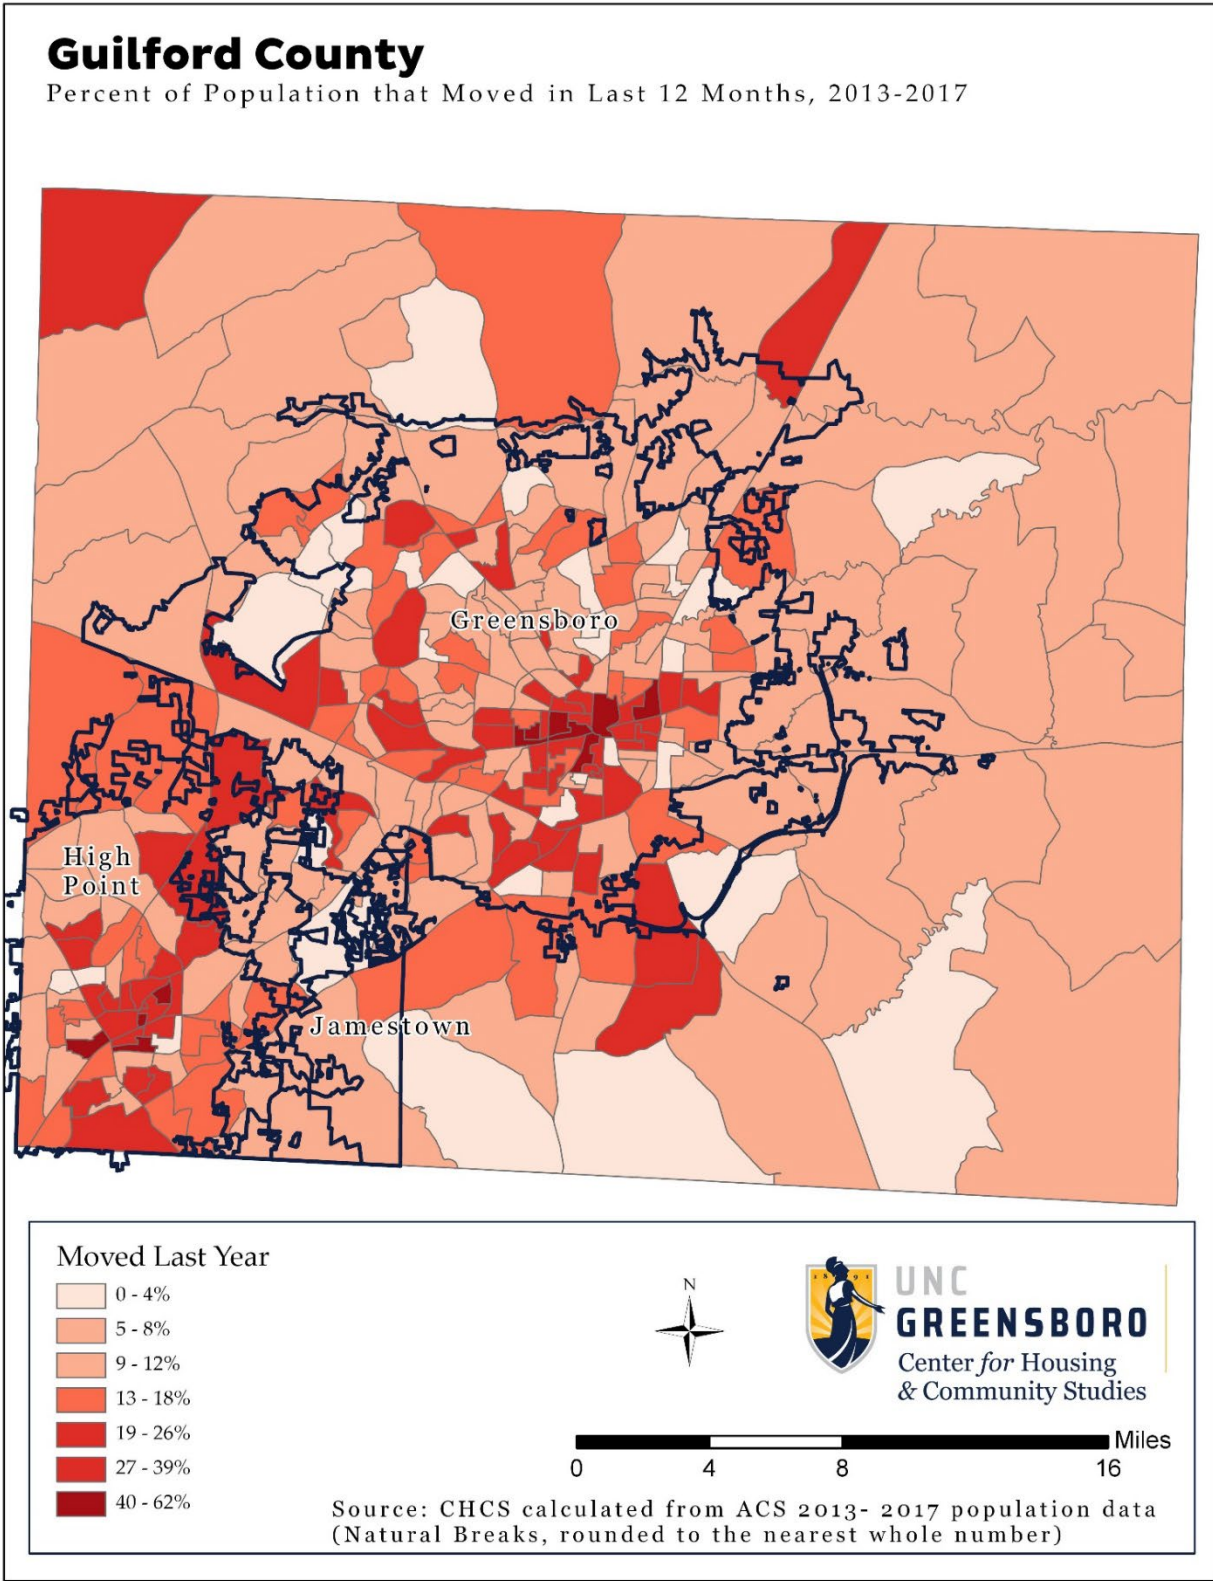 Guilford County
Percent of Population that Moved in Last 12 Months, 2013-2017
Greensboro
High
Point
Jamestown
Moved Last Year
0 - 4%
5 - 8%
9 - 12%
13 - 18%
19 - 26%
27 - 39%
40 - 62%
N
1891
UNC
GREENSBORO
Center for Housing
& Community Studies
Miles
0 4 8 16
Source: CHCS calculated from ACS 2013- 2017 population data
(Natural Breaks, rounded to the nearest whole number)